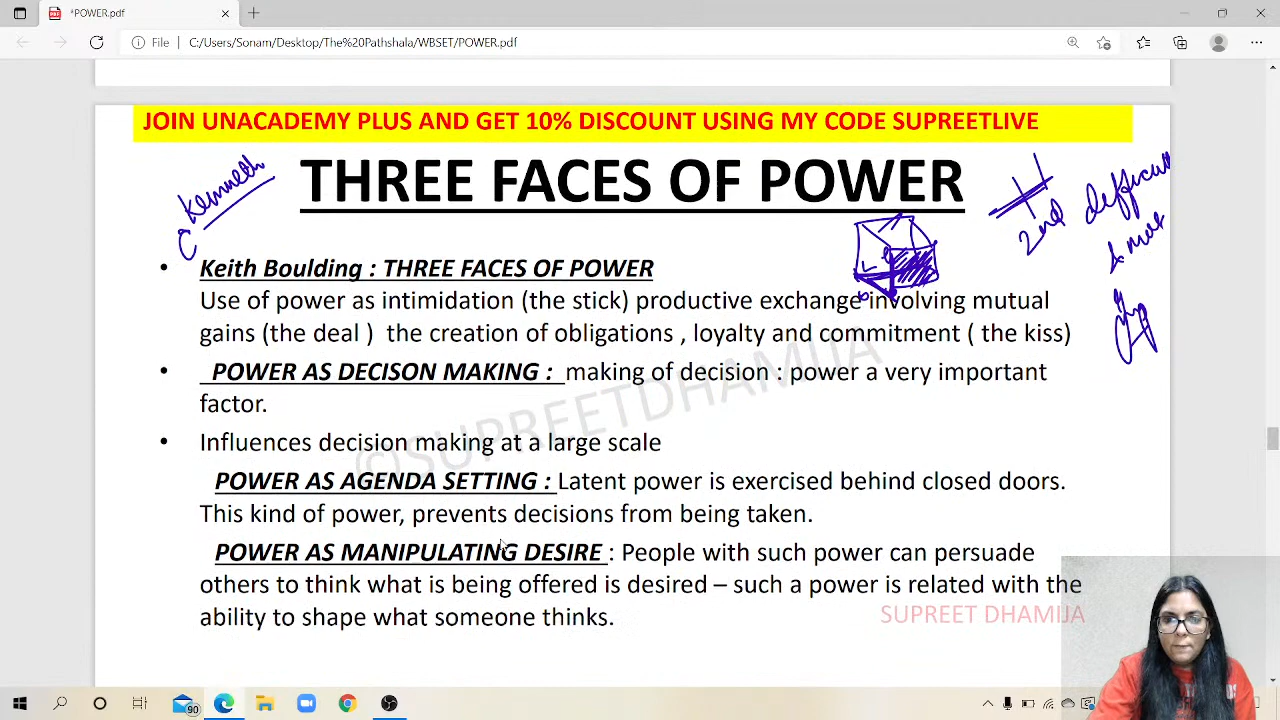 *POWER.pdf
File
C:/Users/Sonam/Desktop/The%20Pathshala/WBSET/POWER.pdf
JOIN UNACADEMY PLUS AND GET 10% DISCOUNT USING MY CODE SUPREETLIVE
Kenneth
THREE FACES OF POWER
2nd
• Keith Boulding : THREE FACES OF POWER
Use of power as intimidation (the stick) productive exchange involving mutual
gains (the deal ) the creation of obligations , loyalty and commitment ( the kiss)
• POWER AS DECISON MAKING : making of decision : power a very important
factor.
• Influences decision making at a large scale
POWER AS AGENDA SETTING : Latent power is exercised behind closed doors.
This kind of power, prevents decisions from being taken.
POWER AS MANIPULATING DESIRE : People with such power can persuade
others to think what is being offered is desired – such a power is related with the
ability to shape what someone thinks.
©SUPREETDHAMIJA
SUPREET DHAMIJA
90